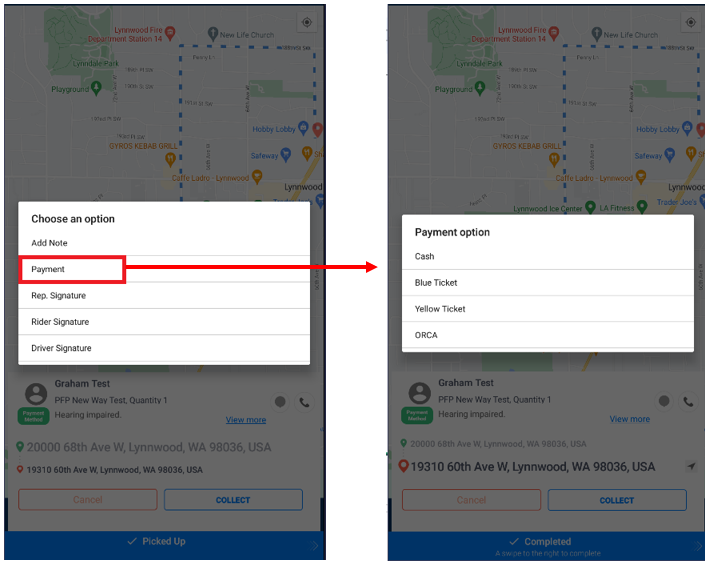 Lynnwood Fire
Department Station 14
New Life Church
Lynndale Park
Playground
Hobby Lobby
GYROS KEBAB GRILL
Safeway
Caffe Ladro - Lynnwood
Lynnwood
Choose an option
Add Note
Payment
Rep. Signature
Rider Signature
Driver Signature
Graham Test
PFP New Way Test, Quantity 1
Payment
Method
Hearing impaired.
View more
20000 68th Ave W, Lynnwood, WA 98036, USA
19310 60th Ave W, Lynnwood, WA 98036, USA
Cancel
COLLECT
Picked Up
Lynnwood Fire
Department Station 14
New Life Church
Lynndale Park
Playground
Hobby Lobby
GYROS KEBAB GRILL
Safeway
Caffe Ladro - Lynnwood
Lynnwood
Trader Joe's
Lynnwood Ice Center
LA Fitness
Payment option
Cash
Blue Ticket
Yellow Ticket
ORCA
Graham Test
PFP New Way Test, Quantity 1
Payment
Method
Hearing impaired.
View more
20000 68th Ave W, Lynnwood, WA 98036, USA
19310 60th Ave W, Lynnwood, WA 98036, USA
Cancel
COLLECT
Completed
A swipe to the right to complete